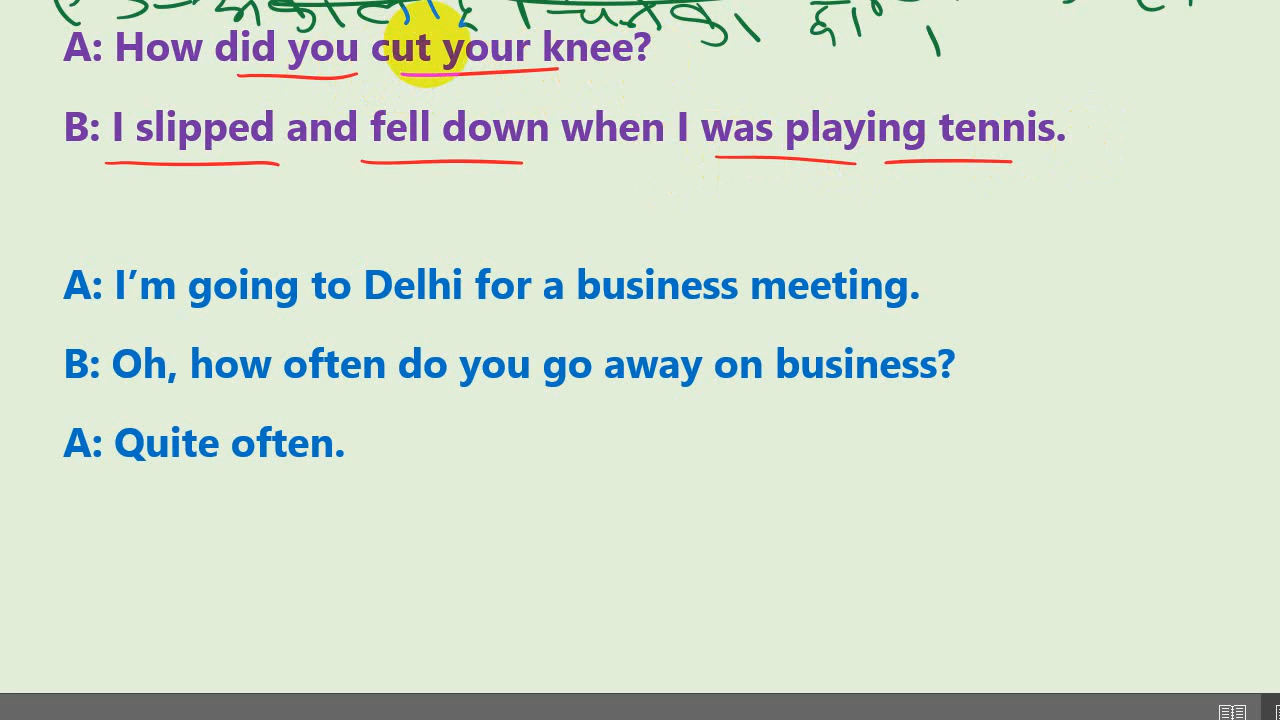 A: How did you cut your knee?
B: I slipped and fell down when I was playing tennis.
A: I’m going to Delhi for a business meeting.
B: Oh, how often do you go away on business?
A: Quite often.